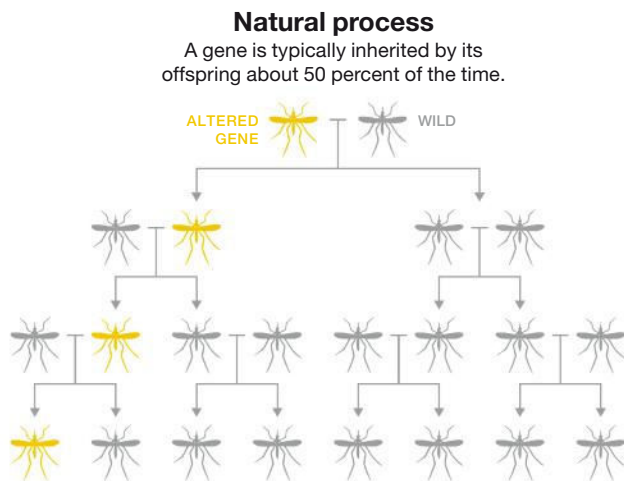 Natural process
A gene is typically inherited by its
offspring about 50 percent of the time.
ALTERED
GENE
WILD